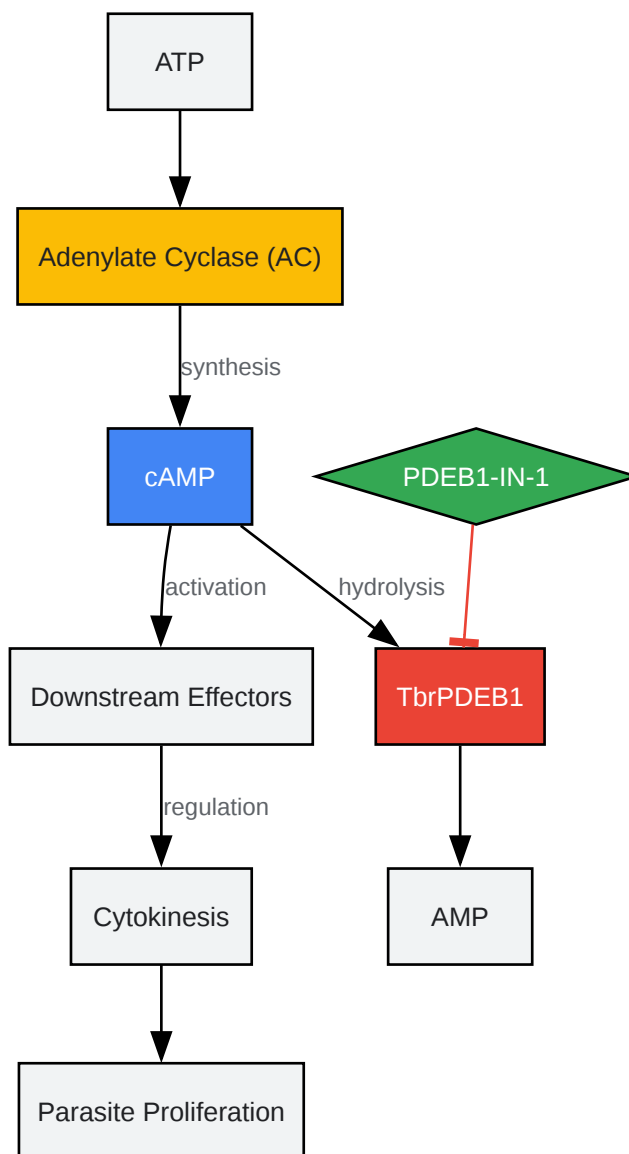 ATP
Adenylate Cyclase (AC)
synthesis
cAMP
PDEB1-IN-1
activation
hydrolysis
Downstream Effectors
TbrPDEB1
regulation
Cytokinesis
AMP
Parasite Proliferation